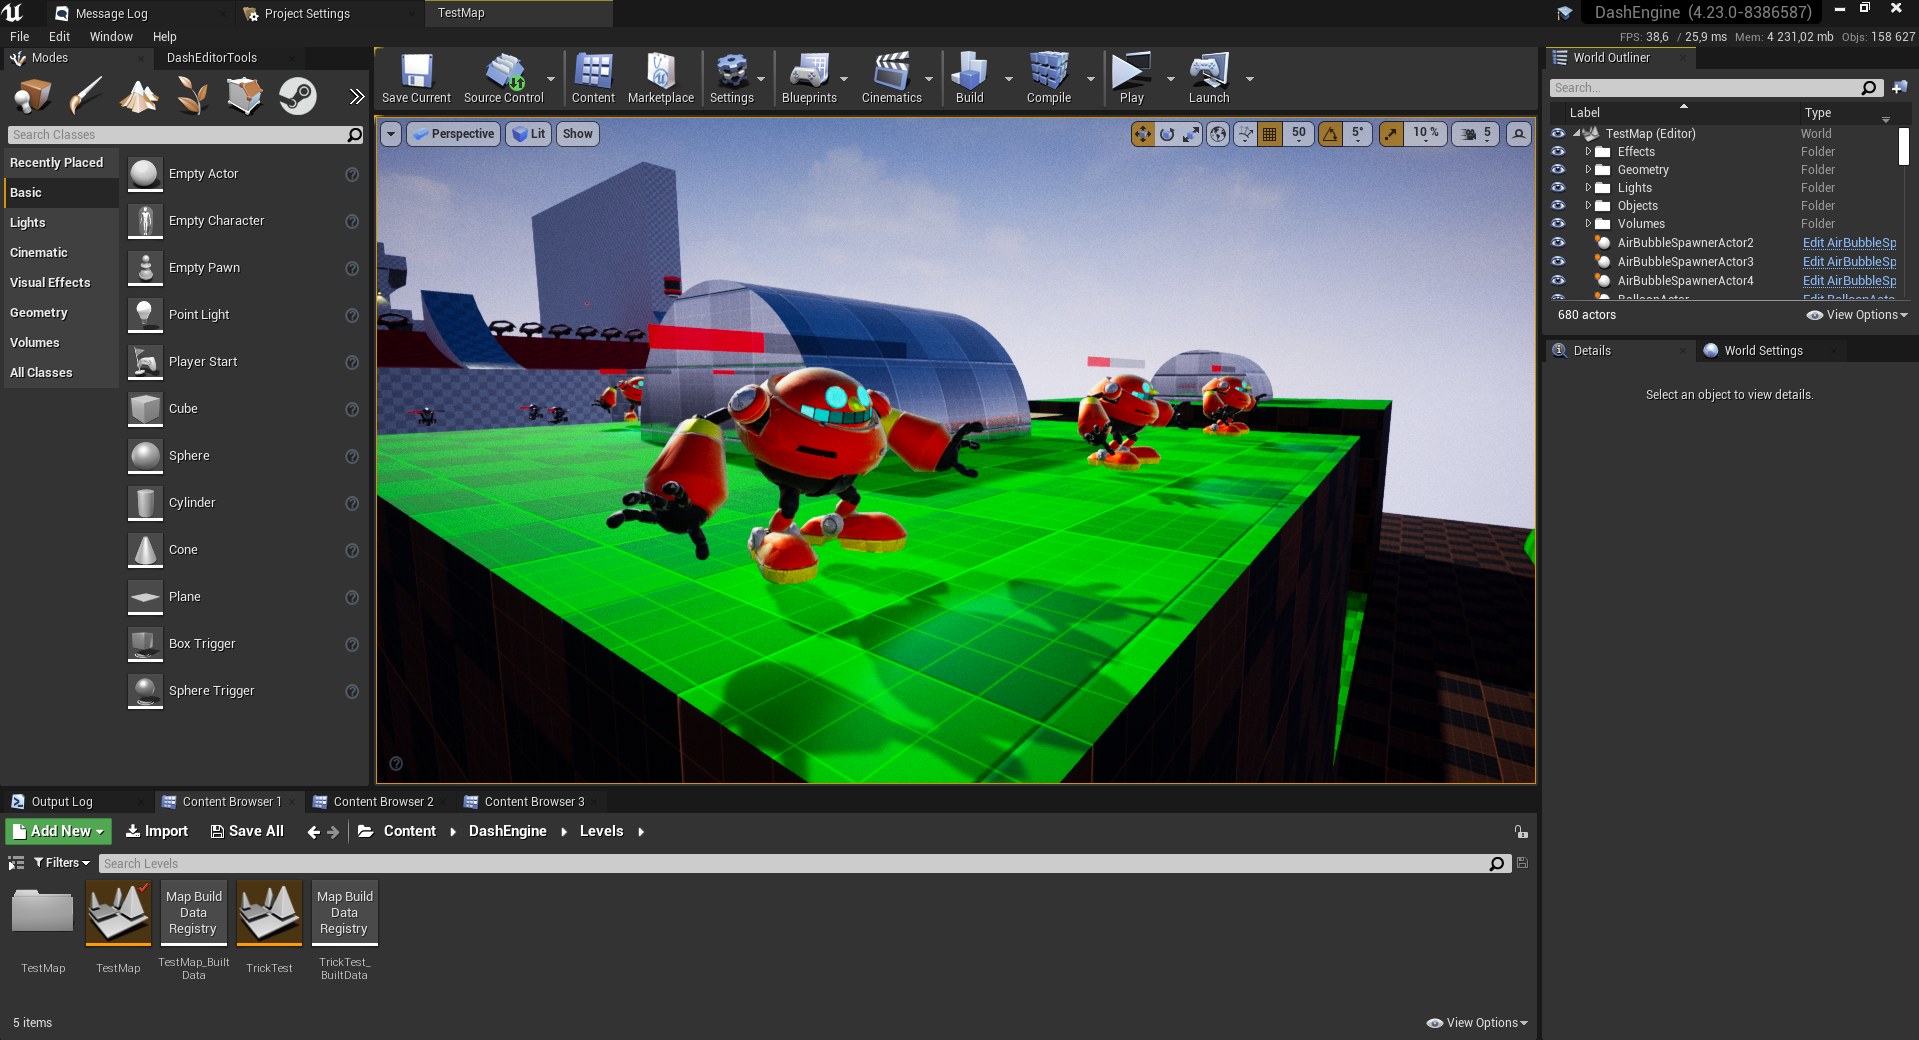 Message Log
Project Settings
TestMap
DashEngine (4.23.0-8386587)
File Edit Window Help
FPS: 38,6 / 25,9 ms Mem: 4 231,02 mb Objs: 158 627
Modes
DashEditorTools
Search Classes
Recently Placed
Basic
Lights
Cinematic
Visual Effects
Geometry
Volumes
All Classes
Empty Actor
Empty Character
Empty Pawn
Point Light
Player Start
Cube
Sphere
Cylinder
Cone
Plane
Box Trigger
Sphere Trigger
Save Current
Source Control
Content
Marketplace
Settings
Blueprints
Cinematics
Build
Compile
Play
Launch
Perspective
Lit
Show
50
5°
10 %
5
World Outliner
Search...
Label Type
TestMap (Editor) World
Effects Folder
Geometry Folder
Lights Folder
Objects Folder
Volumes Folder
AirBubbleSpawnerActor2 Edit AirBubbleSp
AirBubbleSpawnerActor3 Edit AirBubbleSp
AirBubbleSpawnerActor4 Edit AirBubbleSp
BalloonActor Edit BalloonActo
680 actors
View Options
Details
World Settings
Select an object to view details.
Output Log
Content Browser 1
Content Browser 2
Content Browser 3
Add New
Import
Save All
Content
DashEngine
Levels
Filters
Search Levels
Map Build
Data
Registry
Map Build
Data
Registry
TestMap
TestMap
TestMap_Built
Data
TrickTest
TrickTest_
BuiltData
5 items
View Options